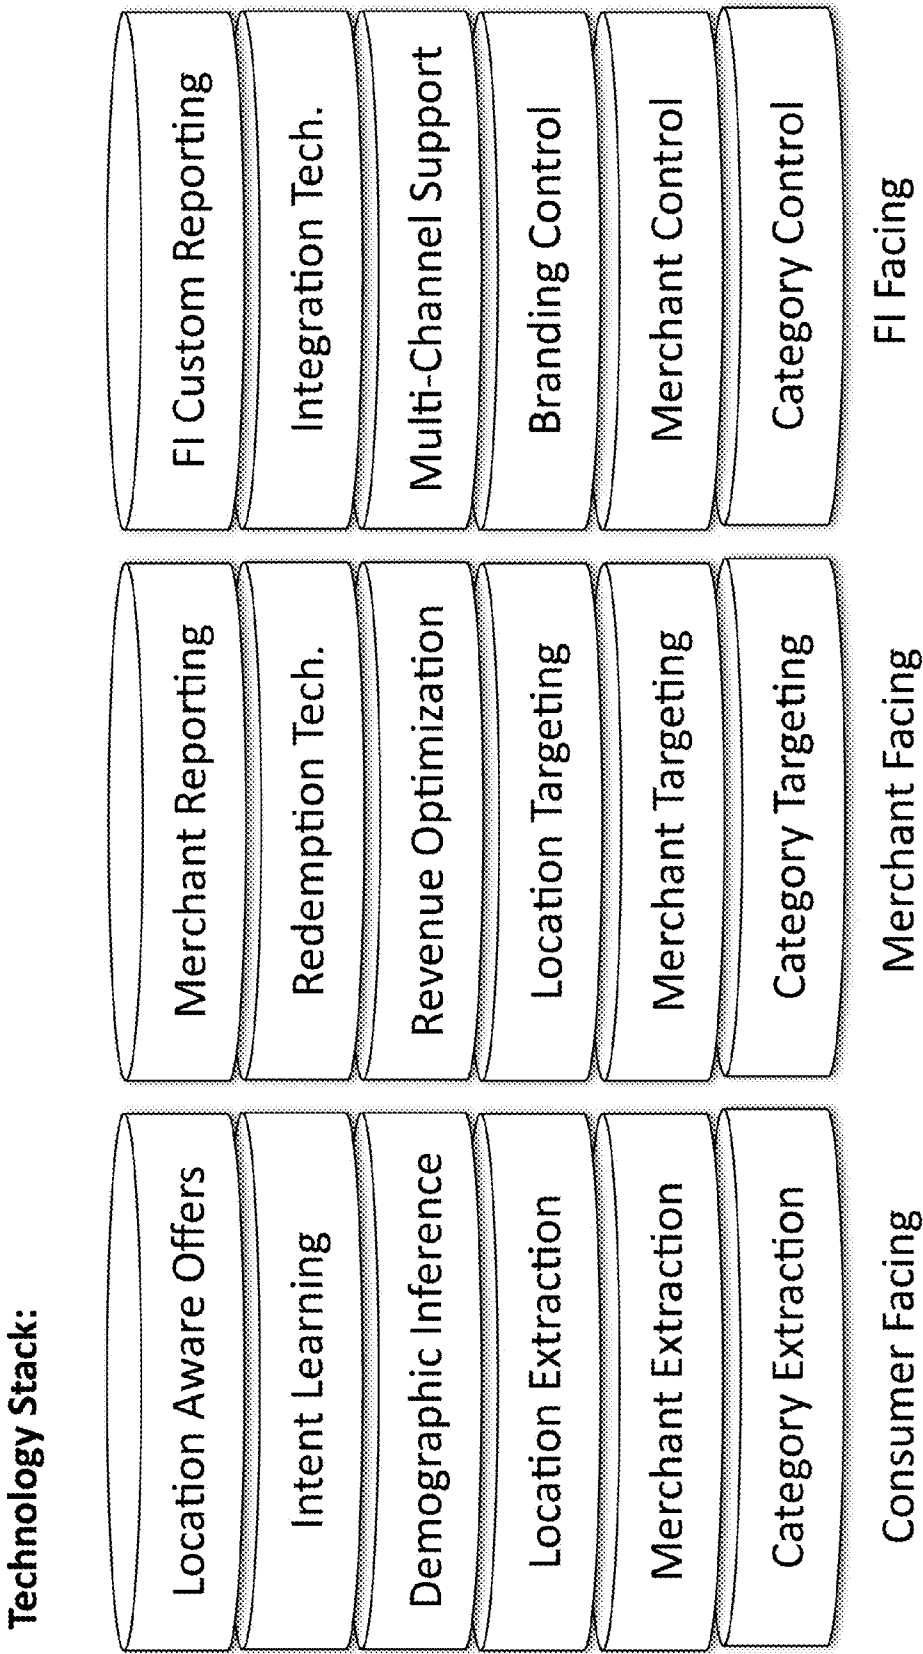 Technology Stack:
Location Aware Offers
Intent Learning
Demographic Inference
Location Extraction
Merchant Extraction
Category Extraction
Consumer Facing
Merchant Reporting
Redemption Tech.
Revenue Optimization
Location Targeting
Merchant Targeting
Category Targeting
Merchant Facing
FI Custom Reporting
Integration Tech.
Multi-Channel Support
Branding Control
Merchant Control
Category Control
FI Facing